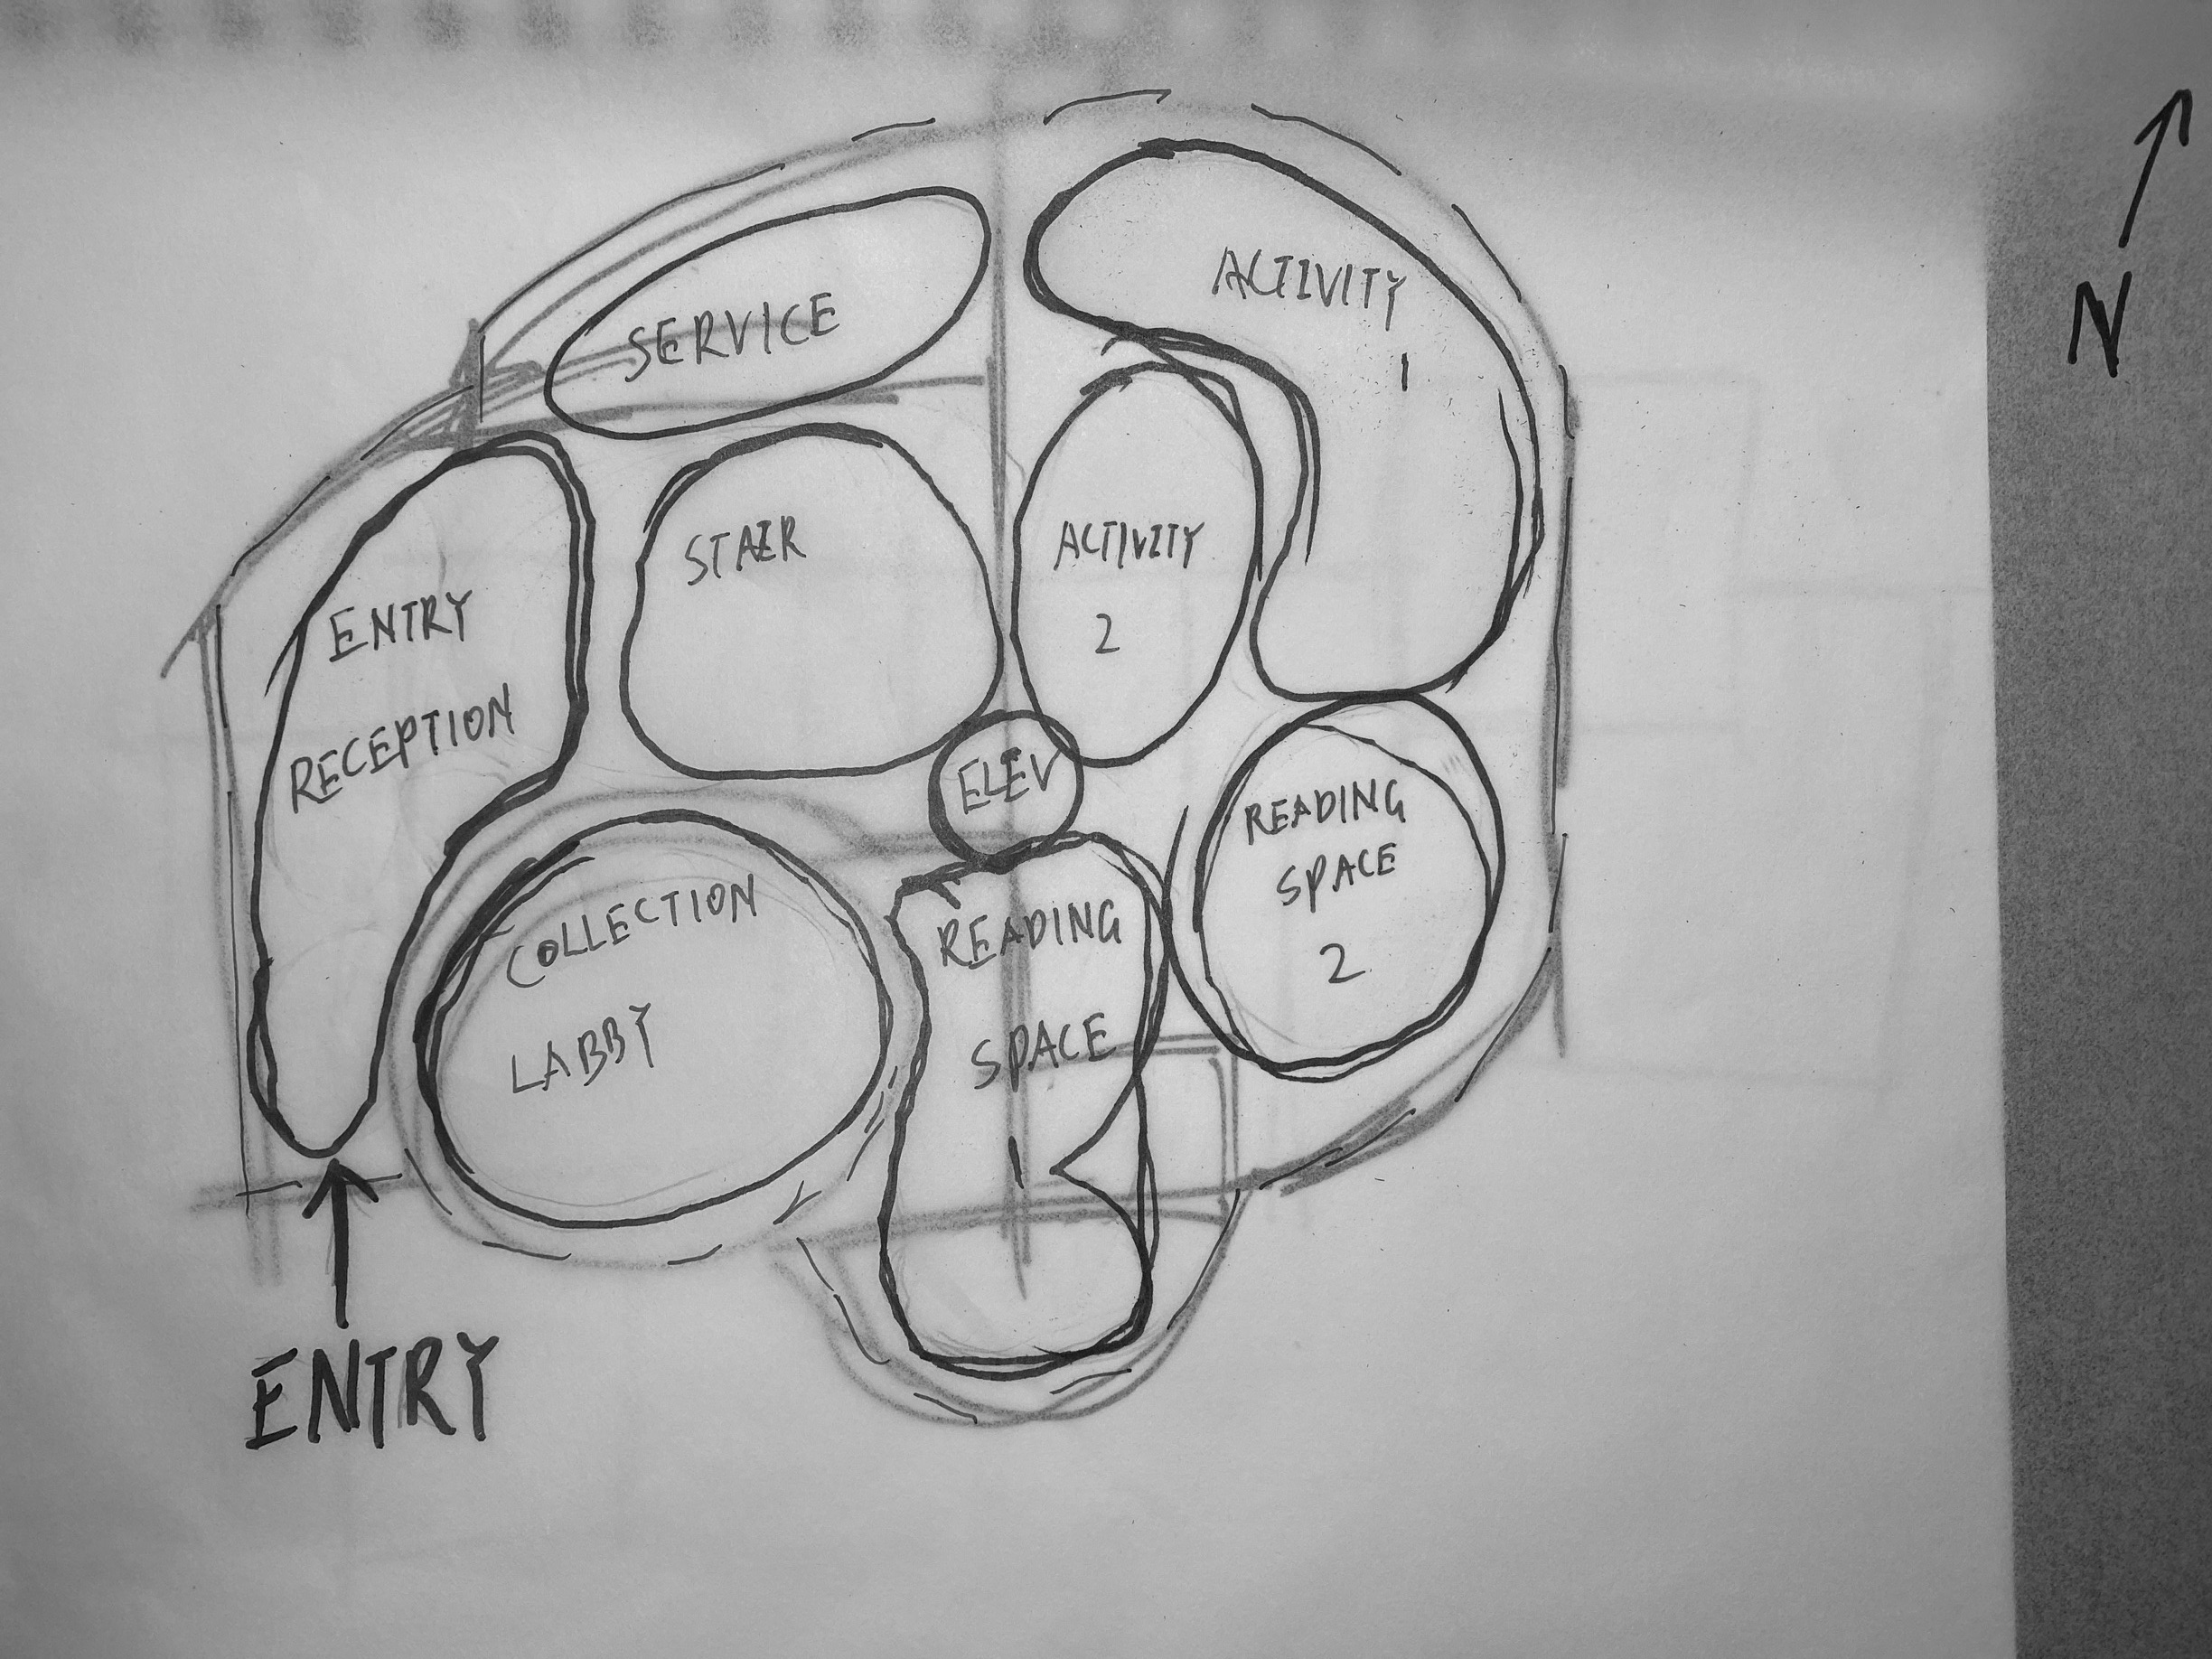 N
SERVICE
ACTIVITY
1
ENTRY
RECEPTION
STAIR
ACTIVITY
2
ELEV
COLLECTION
LABBY
READING
SPACE
1
READING
SPACE
2
ENTRY